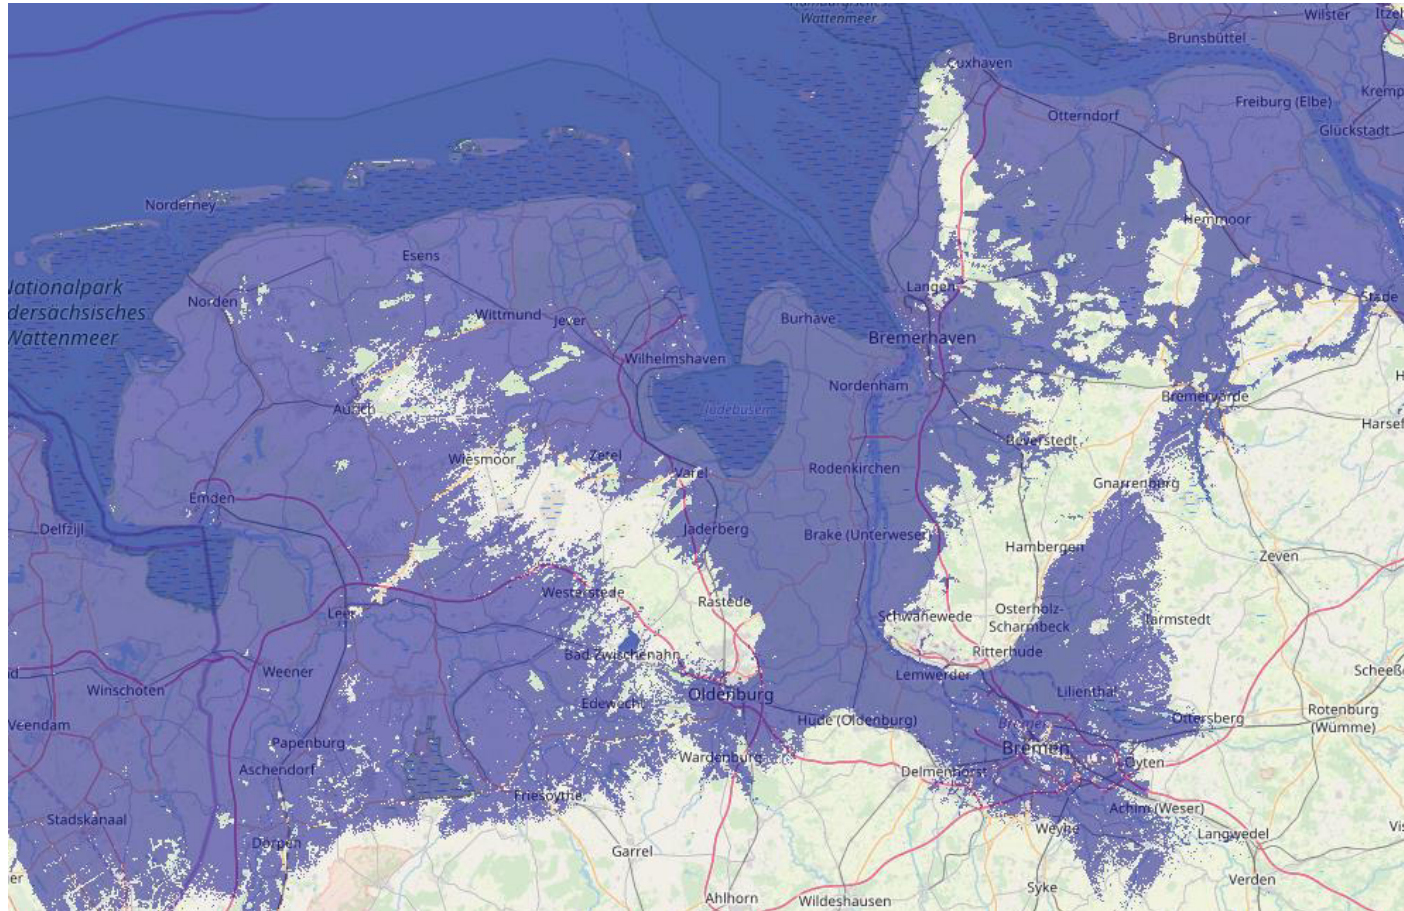 Wattenmeer
Wilster
Brunsbüttel
Cuxhaven
Otterndorf
Freiburg (Elbe)
Glückstadt
Norderney
Hemmoor
Esens
Nationalpark
Wattenmeer
Norden
Langen
Stade
Wittmund
Jever
Burhave
Bremerhaven
Wilhelmshaven
Nordenham
Jadebusen
Aurich
Bremervörde
Beverstedt
Wiesmoor
Zetel
Varel
Rodenkirchen
Gnarrenburg
Emden
Delfzijl
Jaderberg
Brake (Unterweser)
Hambergen
Zeven
Westerstede
Rastede
Leer
Schwanewede
Osterholz-
Scharmbeck
Tarmstedt
Bad Zwischenahn
Ritterhude
Weener
Lemwerder
Winschoten
Oldenburg
Lilienthal
Edewecht
Hude (Oldenburg)
Ottersberg
Rotenburg
(Wümme)
Veendam
Bremen
Bremen
Papenburg
Wardenburg
Oyten
Aschendorf
Delmenhorst
Friesoythe
Achim (Weser)
Stadskanaal
Weyhe
Langwedel
Dörpen
Garrel
Verden
Syke
Ahlhorn
Wildeshausen